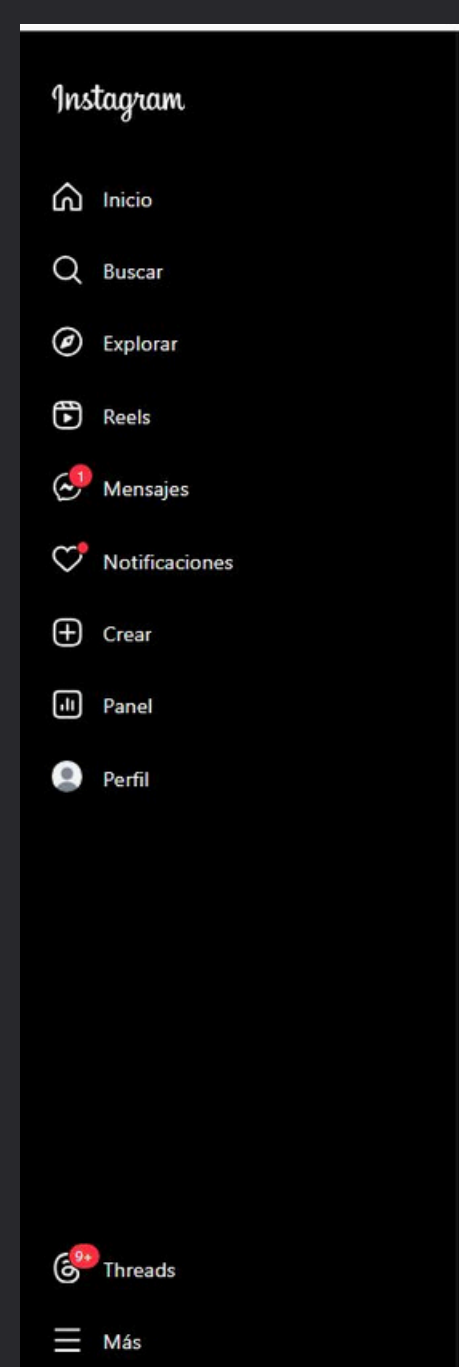 Instagram
Inicio
Buscar
Explorar
Reels
1
Mensajes
Notificaciones
Crear
Panel
Perfil
9+
Threads
Más